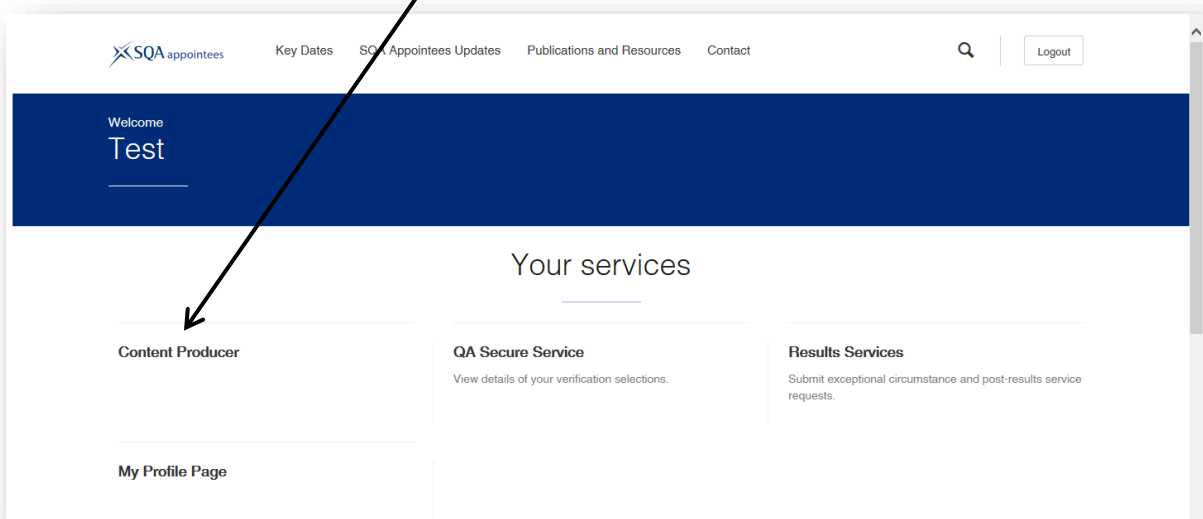 SQA appointees Key Dates SQA Appointees Updates Publications and Resources Contact Logout
Welcome
Test
Your services
Content Producer
QA Secure Service
View details of your verification selections.
Results Services
Submit exceptional circumstance and post-results service
requests.
My Profile Page